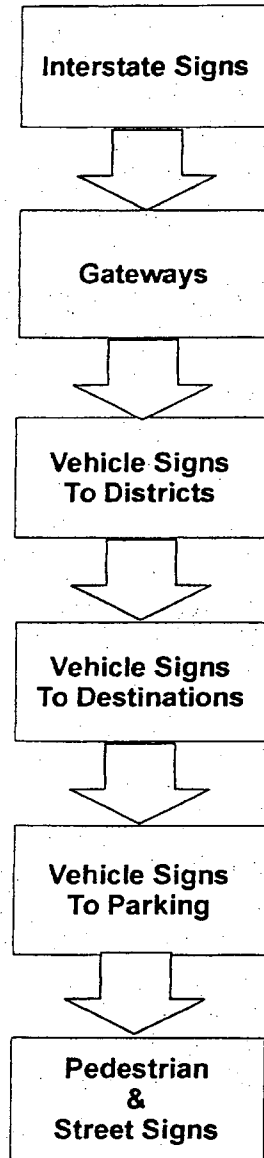 Interstate Signs
Gateways
Vehicle Signs
To Districts
Vehicle Signs
To Destinations
Vehicle Signs
To Parking
Pedestrian
&
Street Signs